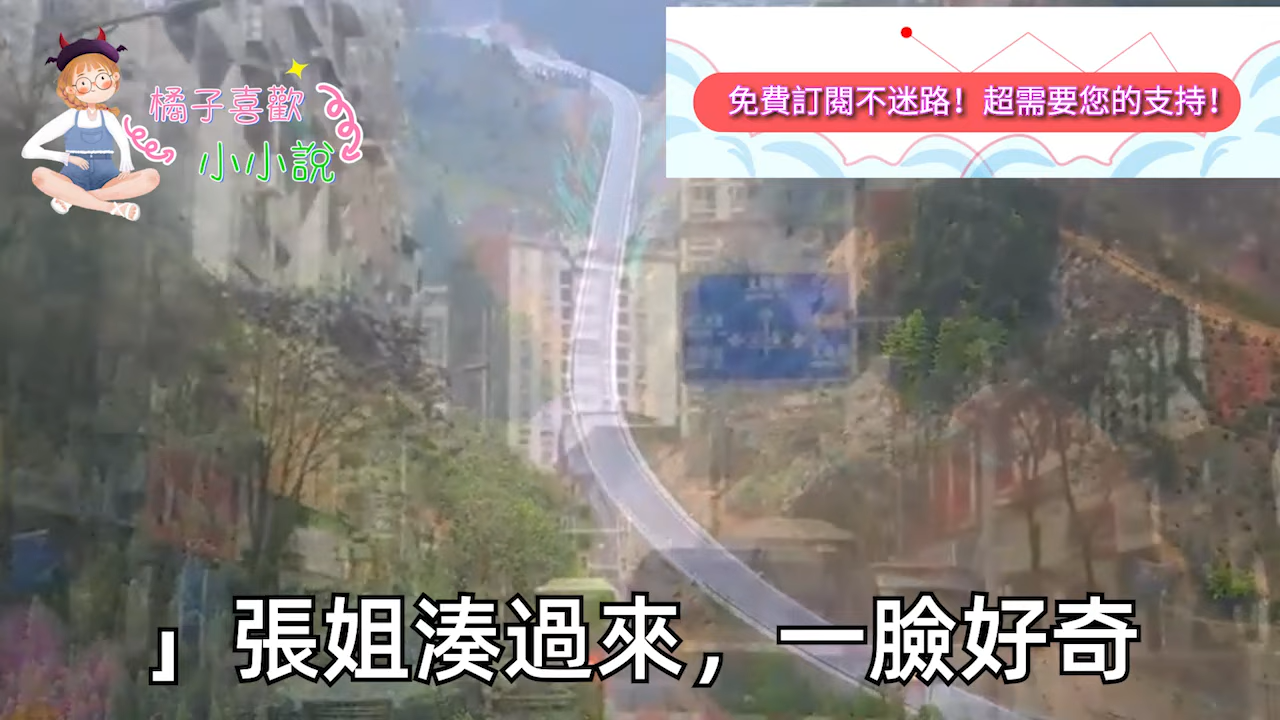 橘子喜歡
小小說
免費訂閱不迷路！超需要您的支持！
」張姐湊過來，一臉好奇